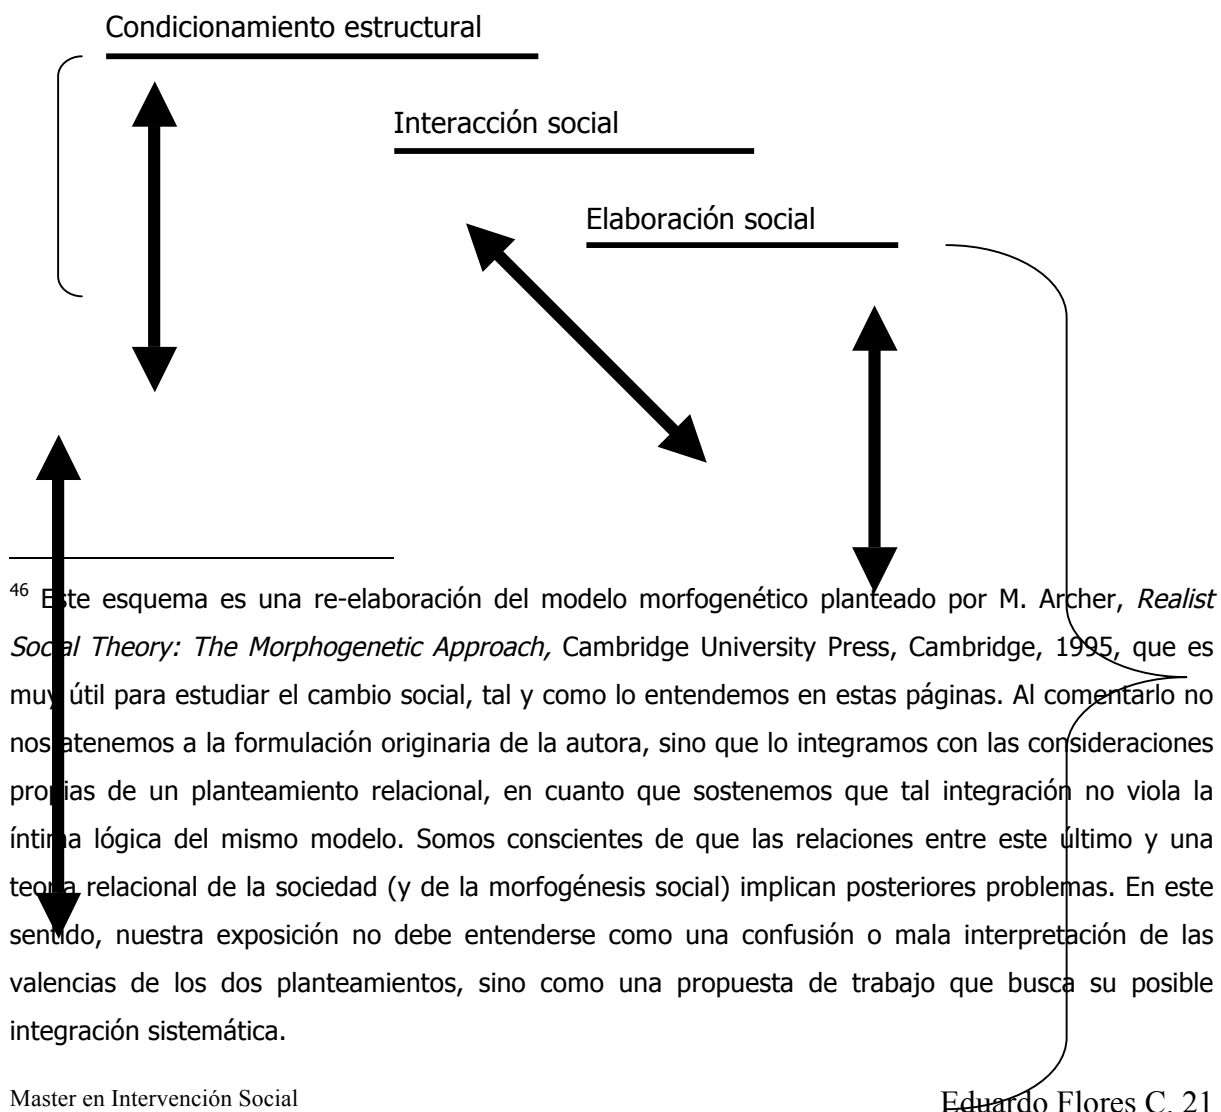 Condicionamiento estructural
Interacción social
Elaboración social
46 Este esquema es una re-elaboración del modelo morfogenético planteado por M. Archer, Realist
Social Theory: The Morphogenetic Approach, Cambridge University Press, Cambridge, 1995, que es
muy útil para estudiar el cambio social, tal y como lo entendemos en estas páginas. Al comentarlo no
nos atenemos a la formulación originaria de la autora, sino que lo integramos con las consideraciones
propias de un planteamiento relacional, en cuanto que sostenemos que tal integración no viola la
íntima lógica del mismo modelo. Somos conscientes de que las relaciones entre este último y una
teoría relacional de la sociedad (y de la morfogénesis social) implican posteriores problemas. En este
sentido, nuestra exposición no debe entenderse como una confusión o mala interpretación de las
valencias de los dos planteamientos, sino como una propuesta de trabajo que busca su posible
integración sistemática.
Master en Intervención Social
Eduardo Flores C. 21